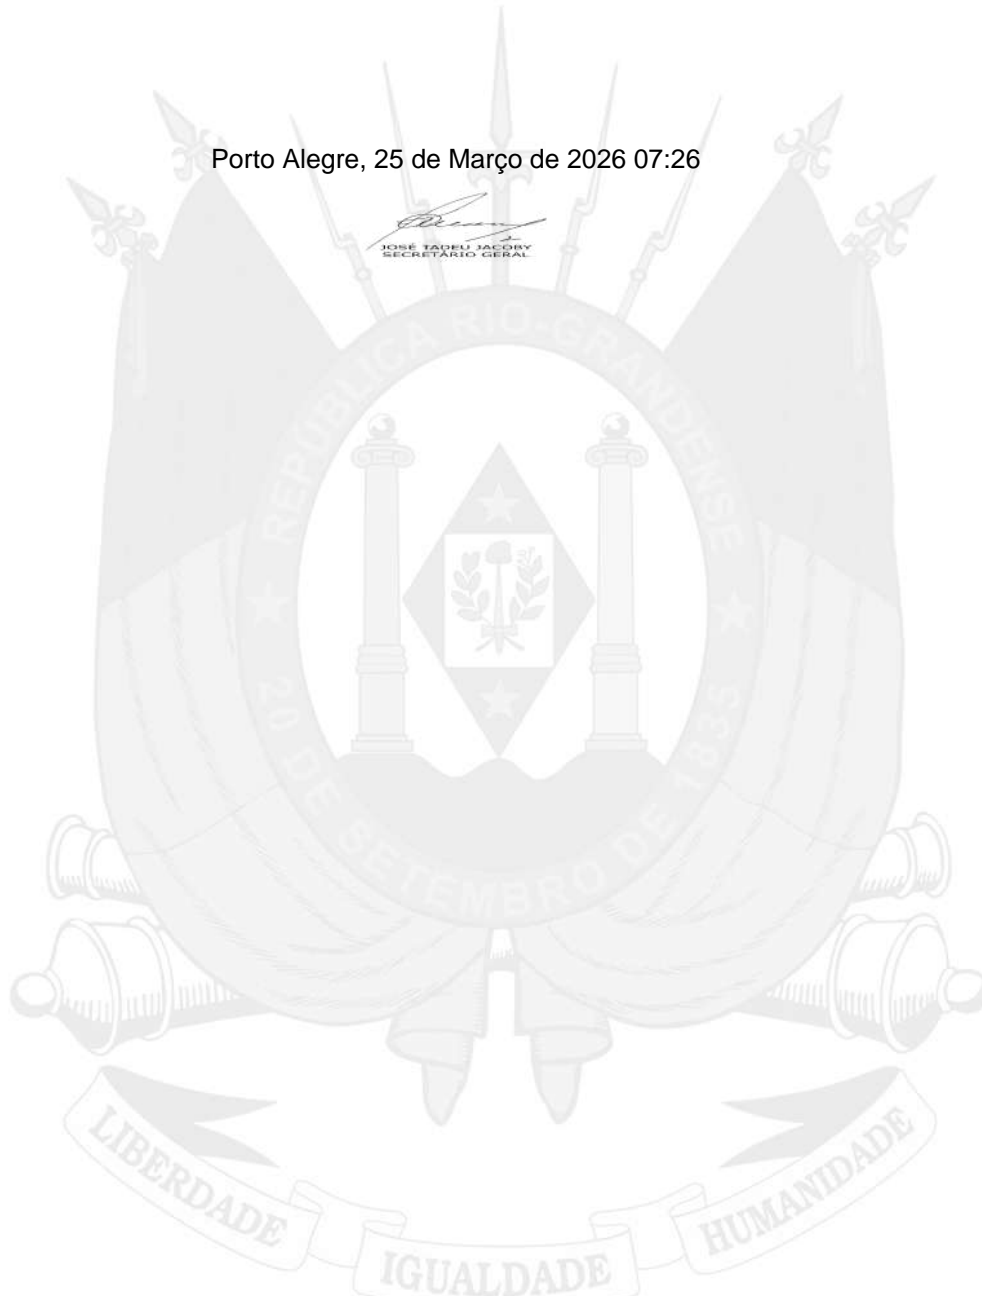 Porto Alegre, 25 de Março de 2026 07:26
JOSÉ TADEU JACOBY
SECRETÁRIO GERAL
REPÚBLICA RIO-GRANDENSE
20 DE SETEMBRO DE 1835
LIBERDADE
IGUALDADE
HUMANIDADE